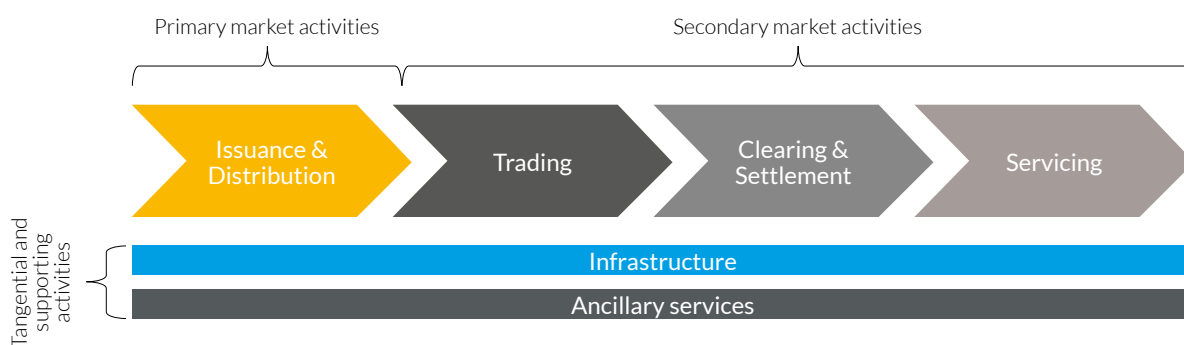 Primary market activities
Secondary market activities
Issuance &
Distribution
Trading
Clearing &
Settlement
Servicing
Tangential and
supporting
activities
Infrastructure
Ancillary services